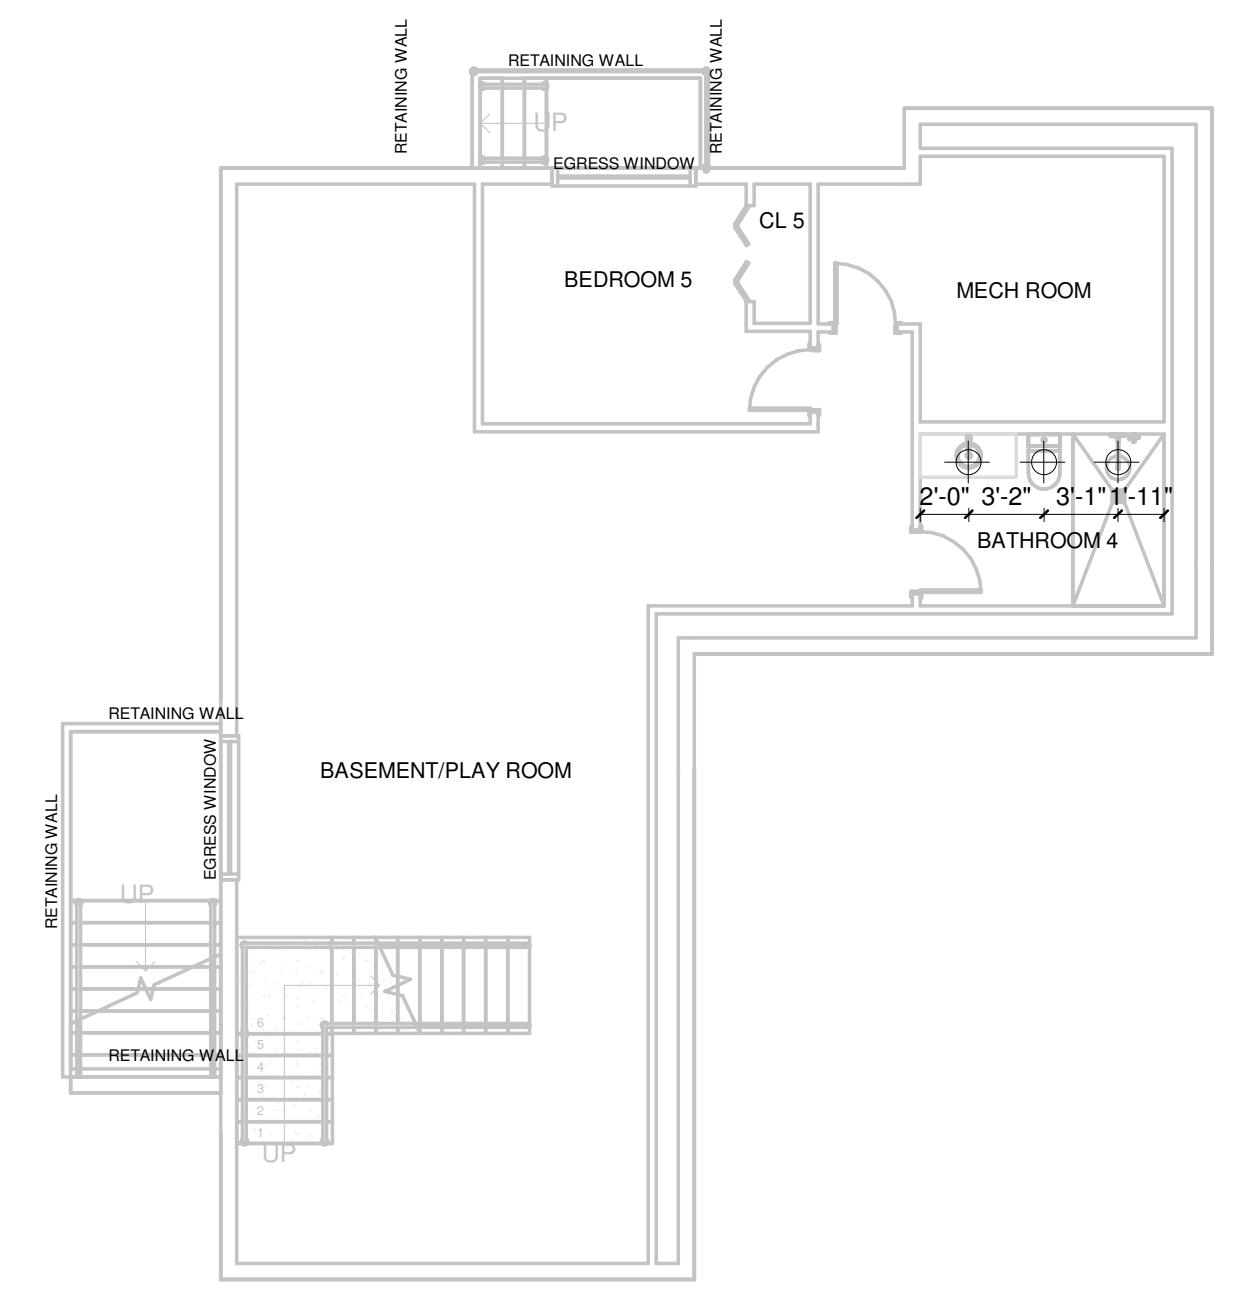 RETAINING WALL
RETAINING WALL
RETAINING WALL
UP
EGRESS WINDOW
CL 5
BEDROOM 5
MECH ROOM
2'-0" 3'-2" 3'-1" 1'-11"
BATHROOM 4
RETAINING WALL
EGRESS WINDOW
BASEMENT/PLAY ROOM
RETAINING WALL
UP
6
5
RETAINING WALL
4
3
2
1
UP